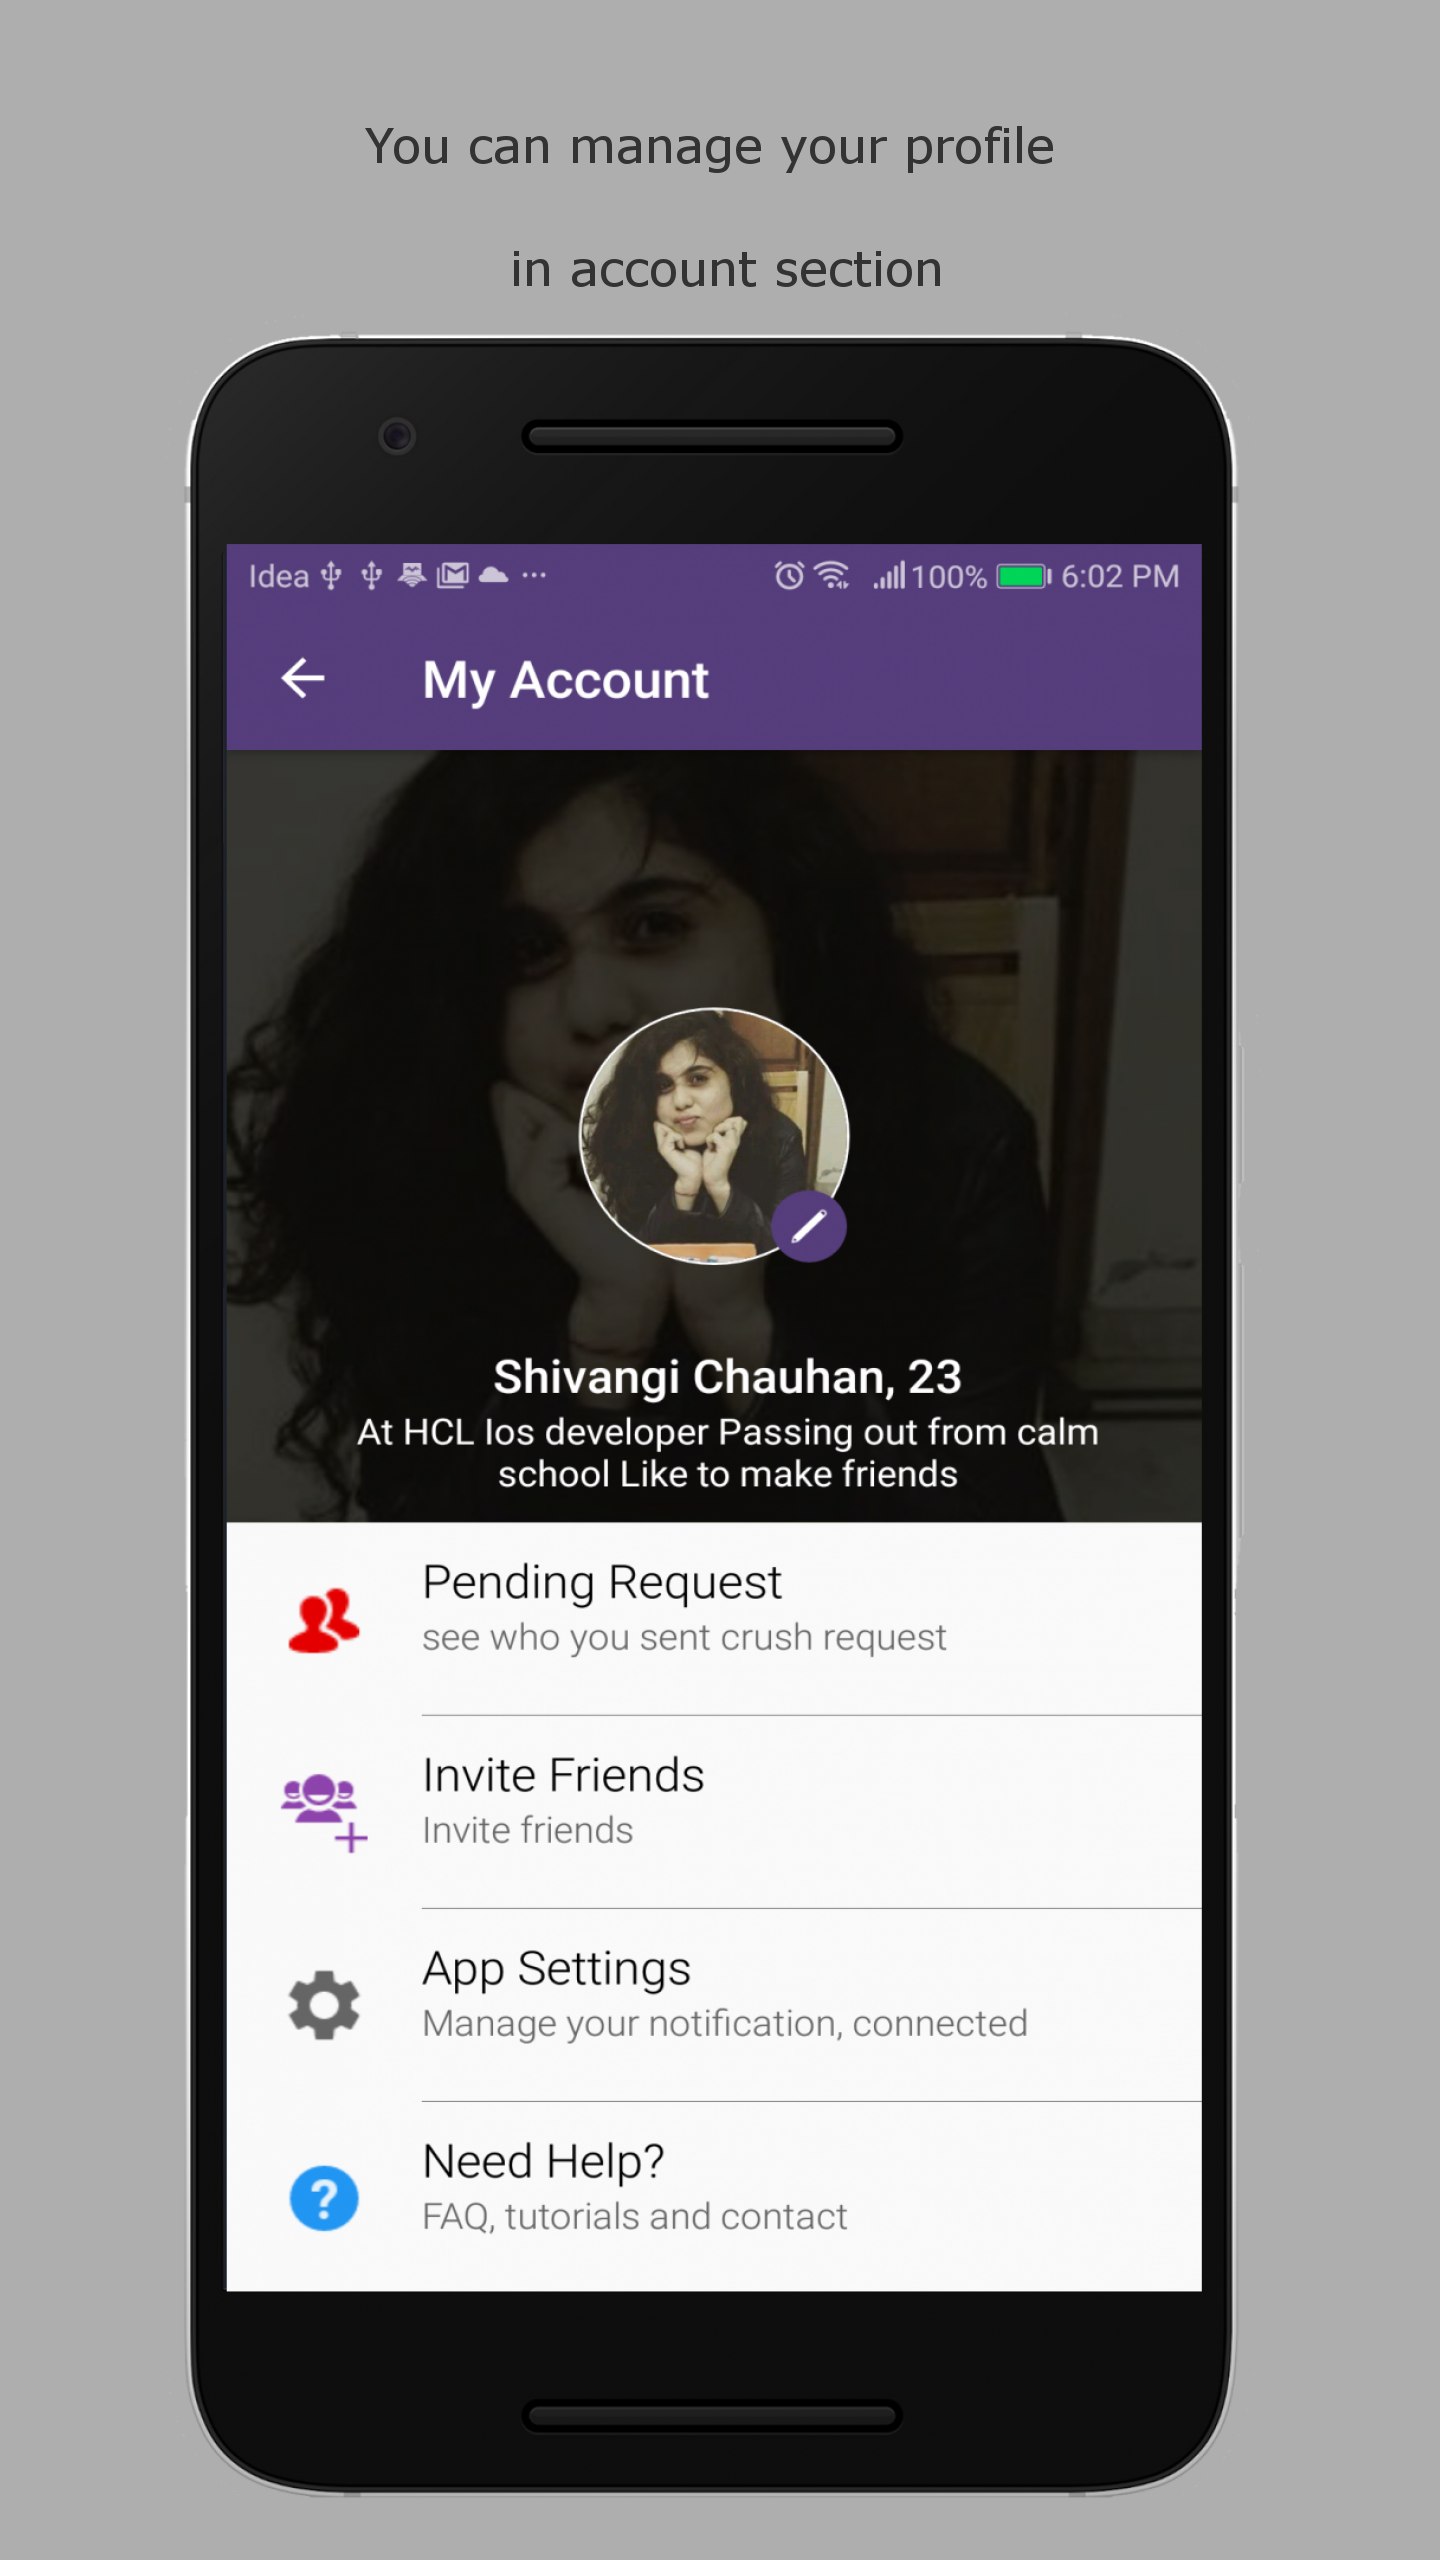 You can manage your profile
in account section
Idea ... 100% 6:02 PM
My Account
Shivangi Chauhan, 23
At HCL Ios developer Passing out from calm
school Like to make friends
Pending Request
see who you sent crush request
Invite Friends
Invite friends
App Settings
Manage your notification, connected
Need Help?
FAQ, tutorials and contact